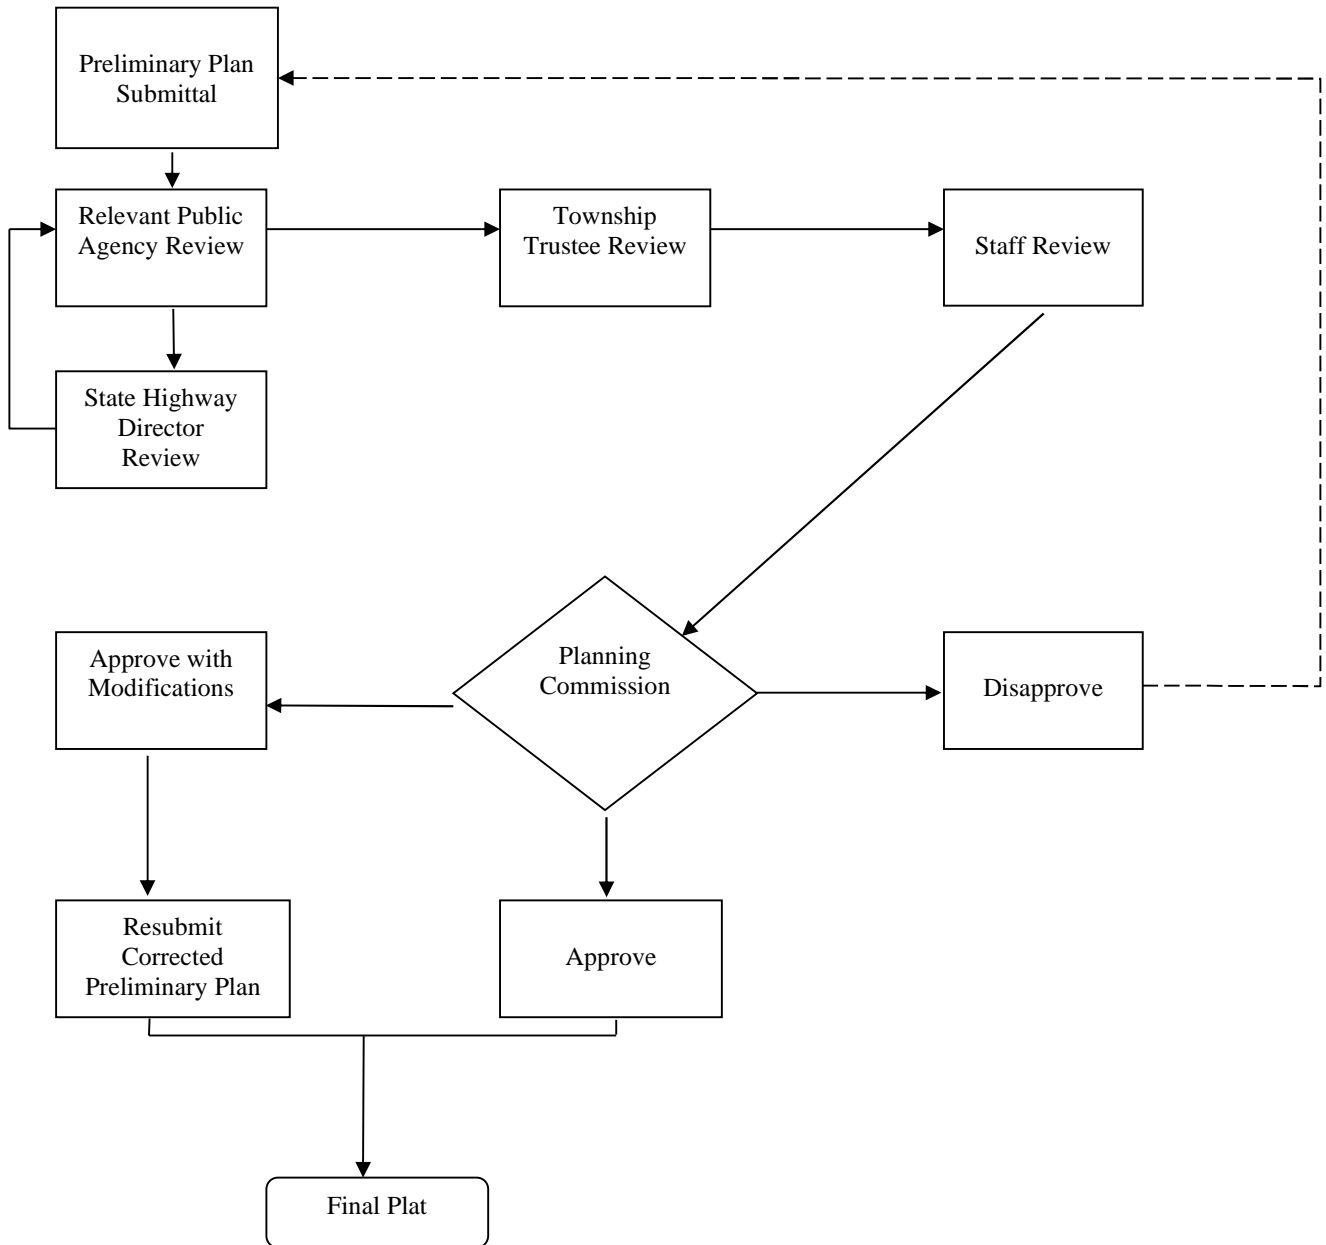 Preliminary Plan
Submittal
Relevant Public
Agency Review
Township
Trustee Review
Staff Review
State Highway
Director
Review
Approve with
Modifications
Planning
Commission
Disapprove
Resubmit
Corrected
Preliminary Plan
Approve
Final Plat